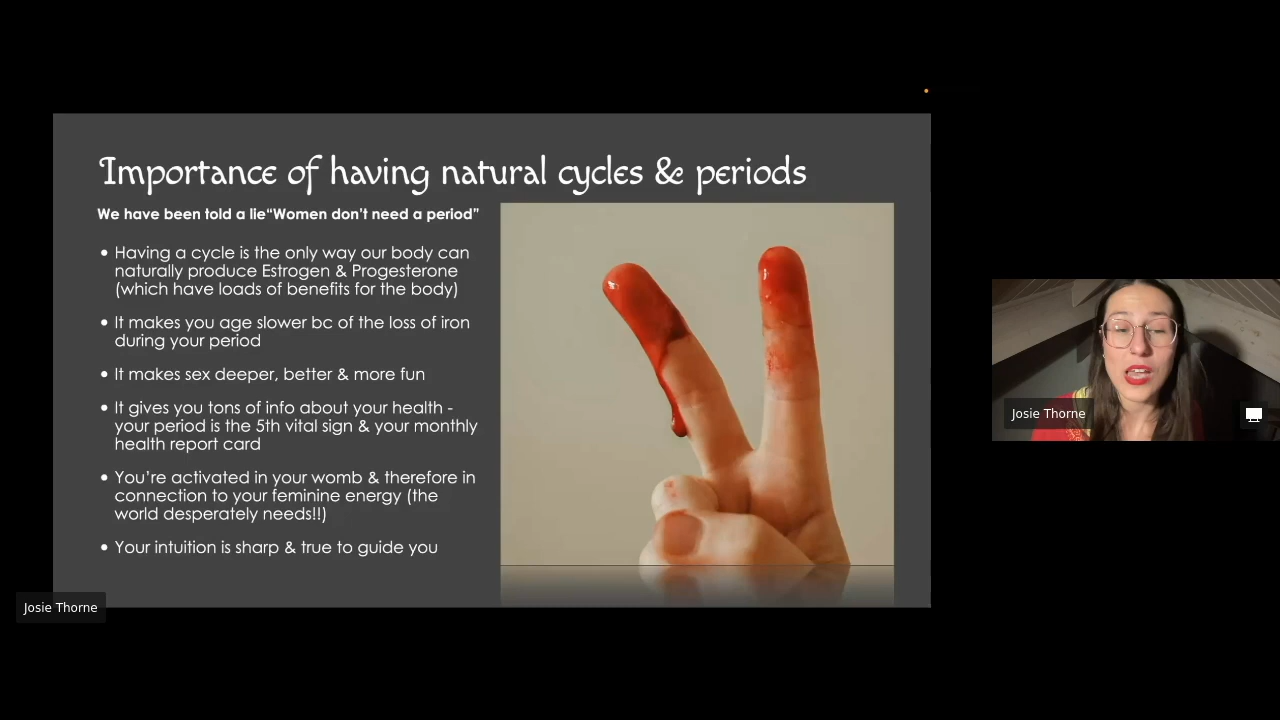 Importance of having natural cycles & periods
We have been told a lie“Women don’t need a period”
• Having a cycle is the only way our body can
naturally produce Estrogen & Progesterone
(which have loads of benefits for the body)
• It makes you age slower bc of the loss of iron
during your period
• It makes sex deeper, better & more fun
• It gives you tons of info about your health -
your period is the 5th vital sign & your monthly
health report card
• You’re activated in your womb & therefore in
connection to your feminine energy (the
world desperately needs!!)
• Your intuition is sharp & true to guide you
Josie Thorne
Josie Thorne